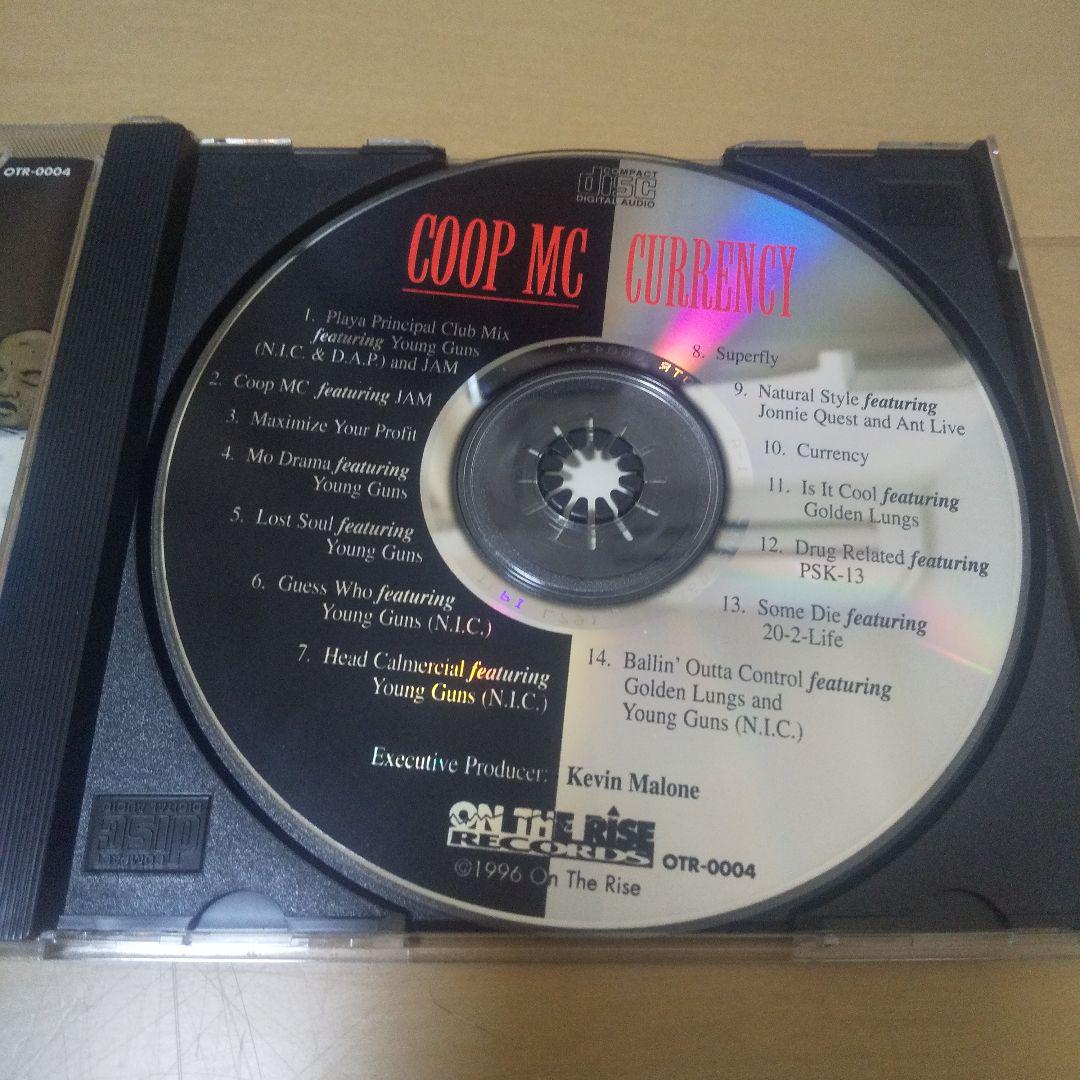 OTR-0004
COMPACT
disc
DIGITAL AUDIO
COOP MC
CURRENCY
1. Playa Principal Club Mix
featuring Young Guns
(N.I.C. & D.A.P.) and JAM
2. Coop MC featuring JAM
3. Maximize Your Profit
4. Mo Drama featuring
Young Guns
5. Lost Soul featuring
Young Guns
6. Guess Who featuring
Young Guns (N.I.C.)
7. Head Calmercial featuring
Young Guns (N.I.C.)
8. Superfly
9. Natural Style featuring
Jonnie Quest and Ant Live
10. Currency
11. Is It Cool featuring
Golden Lungs
12. Drug Related featuring
PSK-13
13. Some Die featuring
20-2-Life
14. Ballin' Outta Control featuring
Golden Lungs and
Young Guns (N.I.C.)
Executive Producer: Kevin Malone
ON THE RISE
RECORDS
OTR-0004
©1996 On The Rise